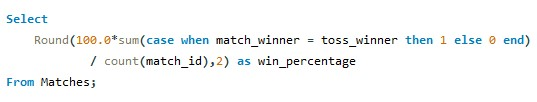 Select
Round(100.0*sum(case when match_winner = toss_winner then 1 else 0 end)
/ count(match_id),2) as win_percentage
From Matches;